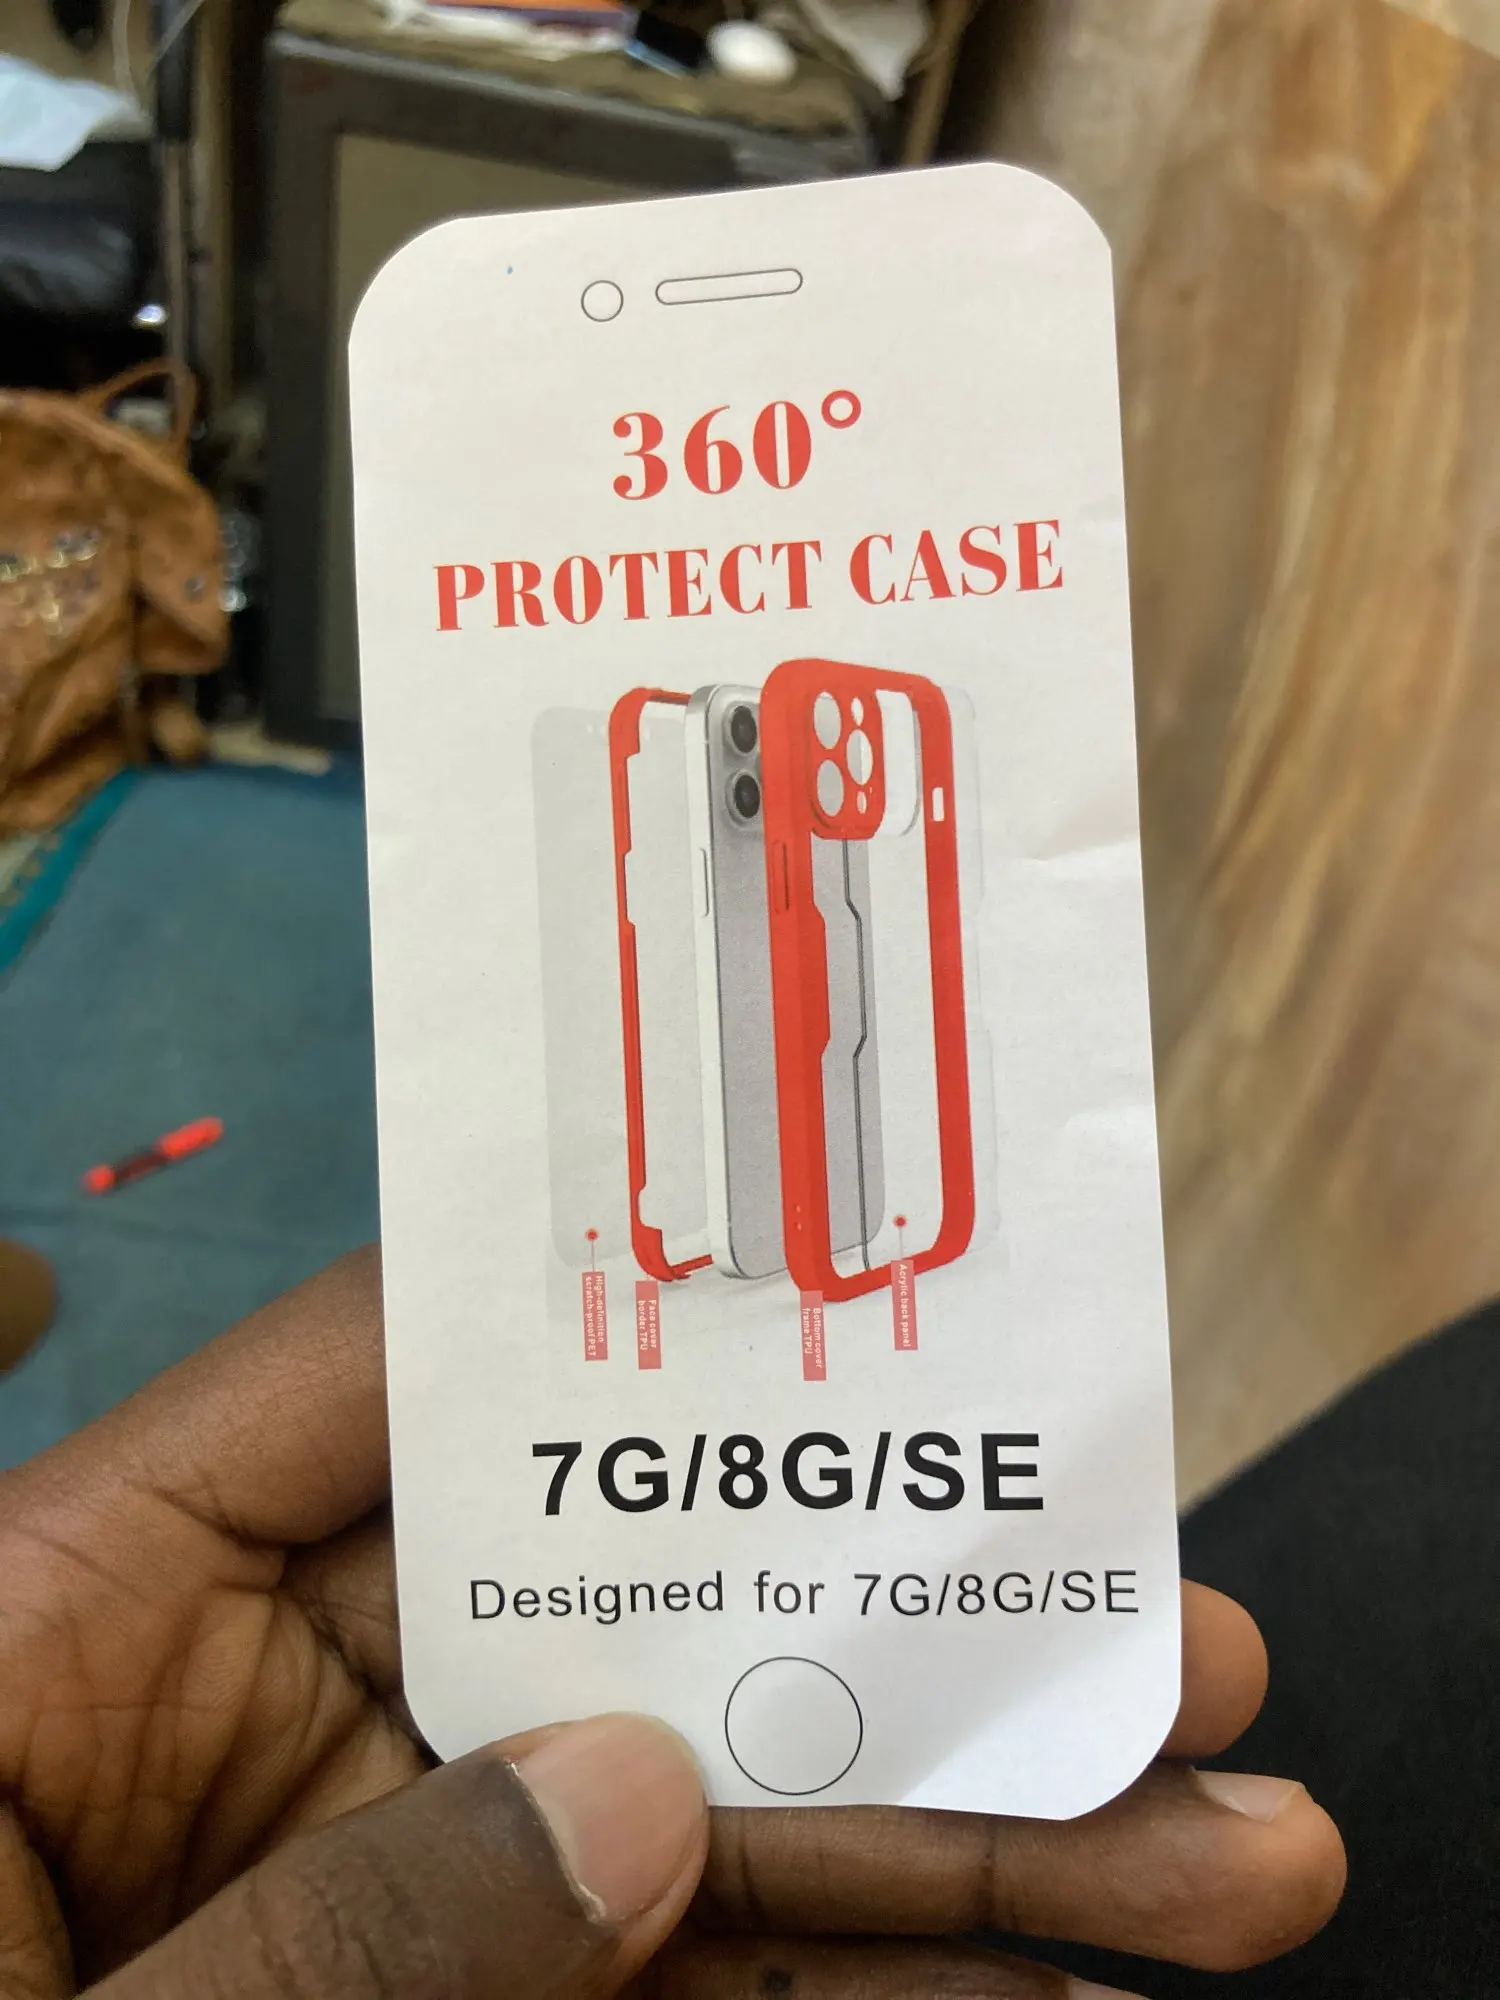 360°
PROTECT CASE
High-definition
scratch-proof PET
Face cover
border TPU
Bottom cover
frame TPU
Acrylic back panel
7G/8G/SE
Designed for 7G/8G/SE